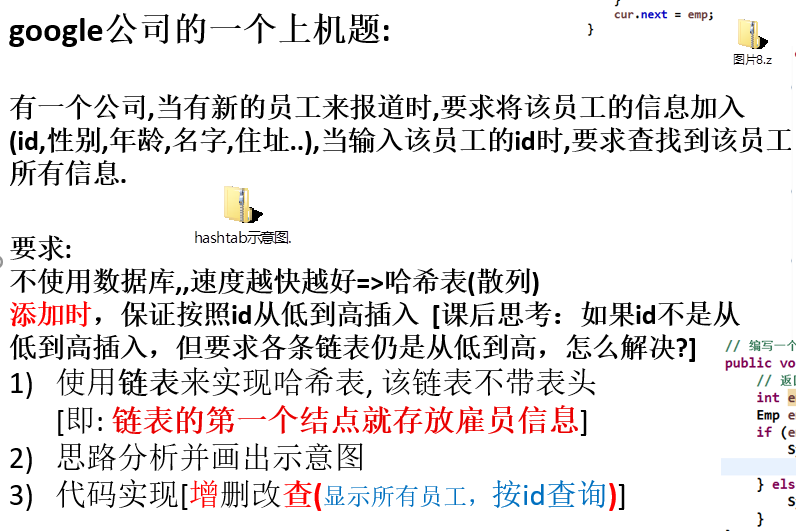 google公司的一个上机题:
}
cur.next = emp;
}
图片8.z
有一个公司,当有新的员工来报道时,要求将该员工的信息加入
(id,性别,年龄,名字,住址..),当输入该员工的id时,要求查找到该员工
所有信息.
hashtab示意图.
要求:
不使用数据库,,速度越快越好=>哈希表(散列)
添加时，保证按照id从低到高插入 [课后思考：如果id不是从
低到高插入，但要求各条链表仍是从低到高，怎么解决?]
1) 使用链表来实现哈希表, 该链表不带表头
[即: 链表的第一个结点就存放雇员信息]
2) 思路分析并画出示意图
3) 代码实现[增删改查(显示所有员工，按id查询)]
// 编写一个
public vo
// 返回
int e
Emp e
if (e
S
} els
S
}